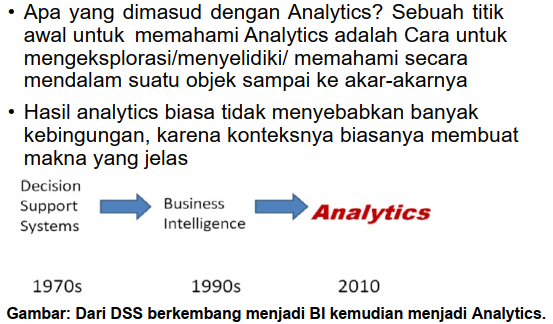 • Apa yang dimasud dengan Analytics? Sebuah titik
awal untuk memahami Analytics adalah Cara untuk
mengeksplorasi/menyelidiki/ memahami secara
mendalam suatu objek sampai ke akar-akarnya
• Hasil analytics biasa tidak menyebabkan banyak
kebingungan, karena konteksnya biasanya membuat
makna yang jelas
Decision
Support
Systems
Business
Intelligence
Analytics
1970s
1990s
2010
Gambar: Dari DSS berkembang menjadi BI kemudian menjadi Analytics.